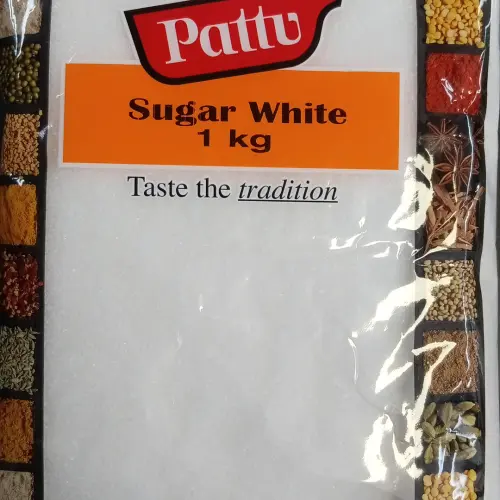 Pattu
Sugar White
1 kg
Taste the tradition